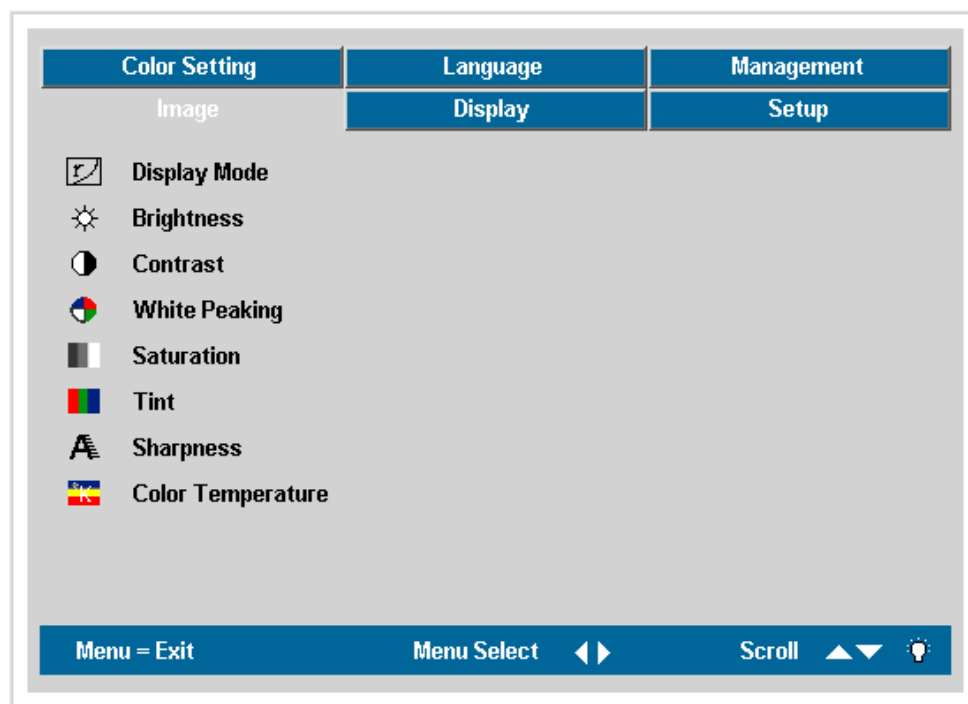 Color Setting Language Management
Image Display Setup
Display Mode
Brightness
Contrast
White Peaking
Saturation
Tint
Sharpness
Color Temperature
Menu = Exit Menu Select Scroll